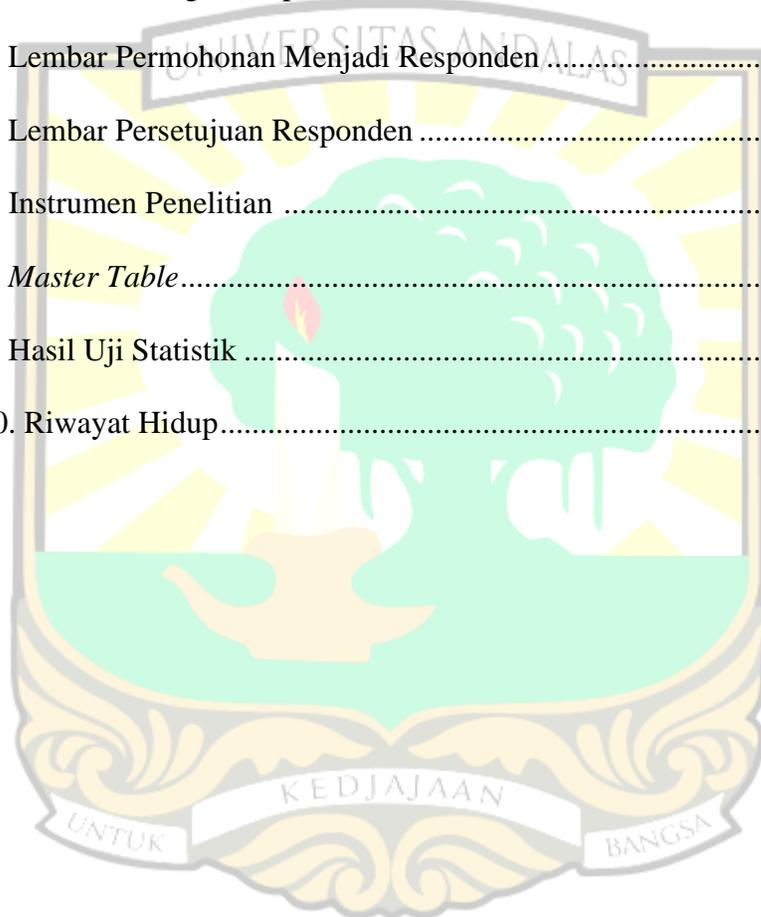 UNIVERSITAS ANDALAS
Lembar Permohonan Menjadi Responden ...........................
Lembar Persetujuan Responden ...........................................
Instrumen Penelitian ............................................................
Master Table.........................................................................
Hasil Uji Statistik .................................................................
0. Riwayat Hidup....................................................................
KEDJAJAAN
UNTUK
BANGSA